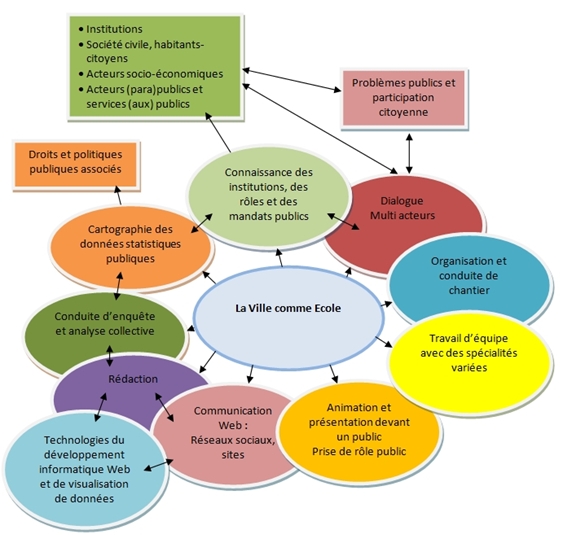 • Institutions
• Société civile, habitants-
citoyens
• Acteurs socio-économiques
• Acteurs (para)publics et
services (aux) publics
Problèmes publics et
participation
citoyenne
Droits et politiques
publiques associés
Connaissance des
institutions, des
rôles et des
mandats publics
Dialogue
Multi acteurs
Cartographie des
données statistiques
publiques
Organisation et
conduite de
chantier
La Ville comme Ecole
Conduite d'enquête
et analyse collective
Travail d'équipe
avec des spécialités
variées
Rédaction
Communication
Web :
Réseaux sociaux,
sites
Animation et
présentation devant
un public
Prise de rôle public
Technologies du
développement
informatique Web
et de visualisation
de données